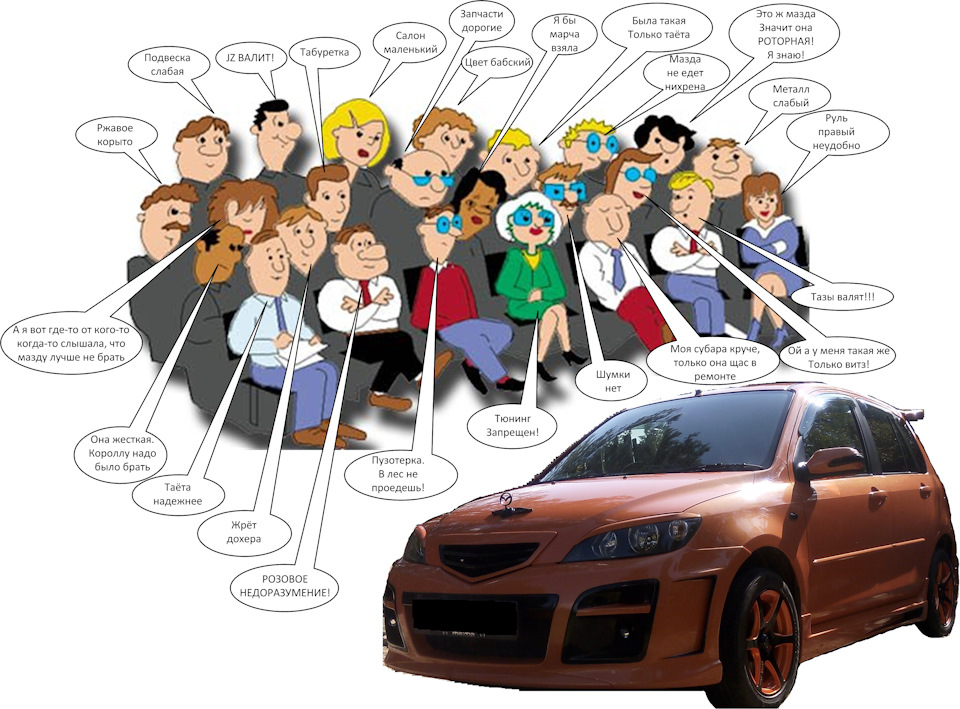 Запчасти
дорогие
Я бы
марча
взяла
Была такая
Только таёта
Это ж мазда
Значит она
РОТОРНАЯ!
Я знаю!
Салон
маленький
Табуретка
JZ ВАЛИТ!
Подвеска
слабая
Цвет бабский
Мазда
не едет
нихрена
Металл
слабый
Руль
правый
неудобно
Ржавое
корыто
Тазы валят!!!
А я вот где-то от кого-то
когда-то слышала, что
мазду лучше не брать
Моя субара круче,
только она щас в
ремонте
Ой а у меня такая же
Только витз!
Шумки
нет
Тюнинг
Запрещен!
Она жесткая.
Короллу надо
было брать
Пузотерка.
В лес не
проедешь!
Таёта
надежнее
Жрёт
дохера
РОЗОВОЕ
НЕДОРАЗУМЕНИЕ!